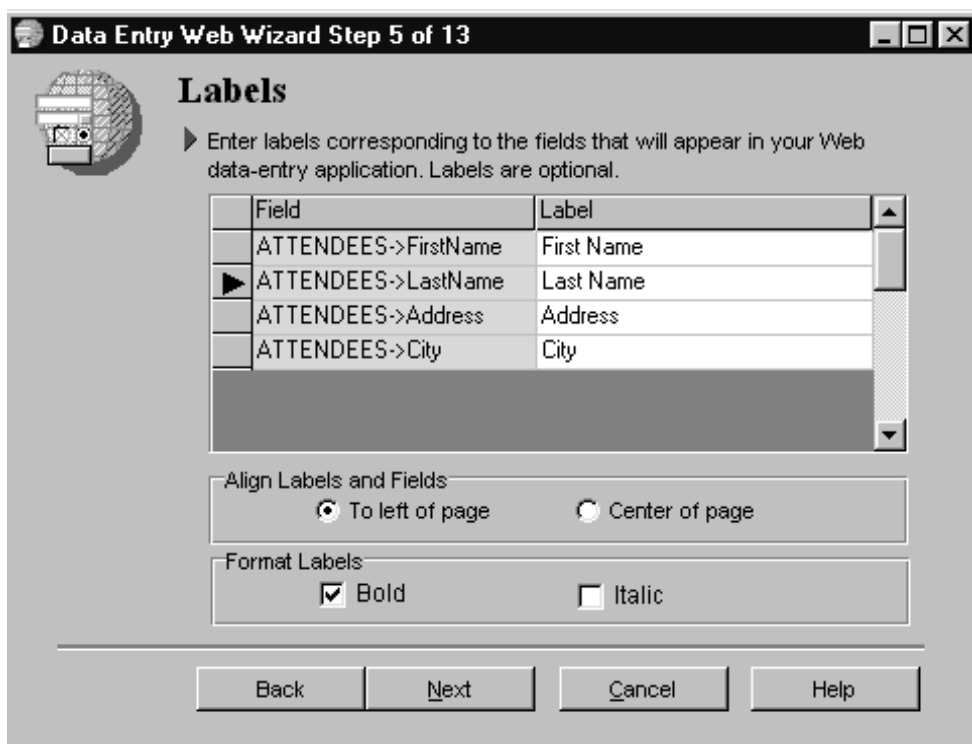 Data Entry Web Wizard Step 5 of 13
Labels
Enter labels corresponding to the fields that will appear in your Web
data-entry application. Labels are optional.
Field Label
ATTENDEES->FirstName First Name
ATTENDEES->LastName Last Name
ATTENDEES->Address Address
ATTENDEES->City City
Align Labels and Fields
To left of page Center of page
Format Labels
Bold Italic
Back Next Cancel Help